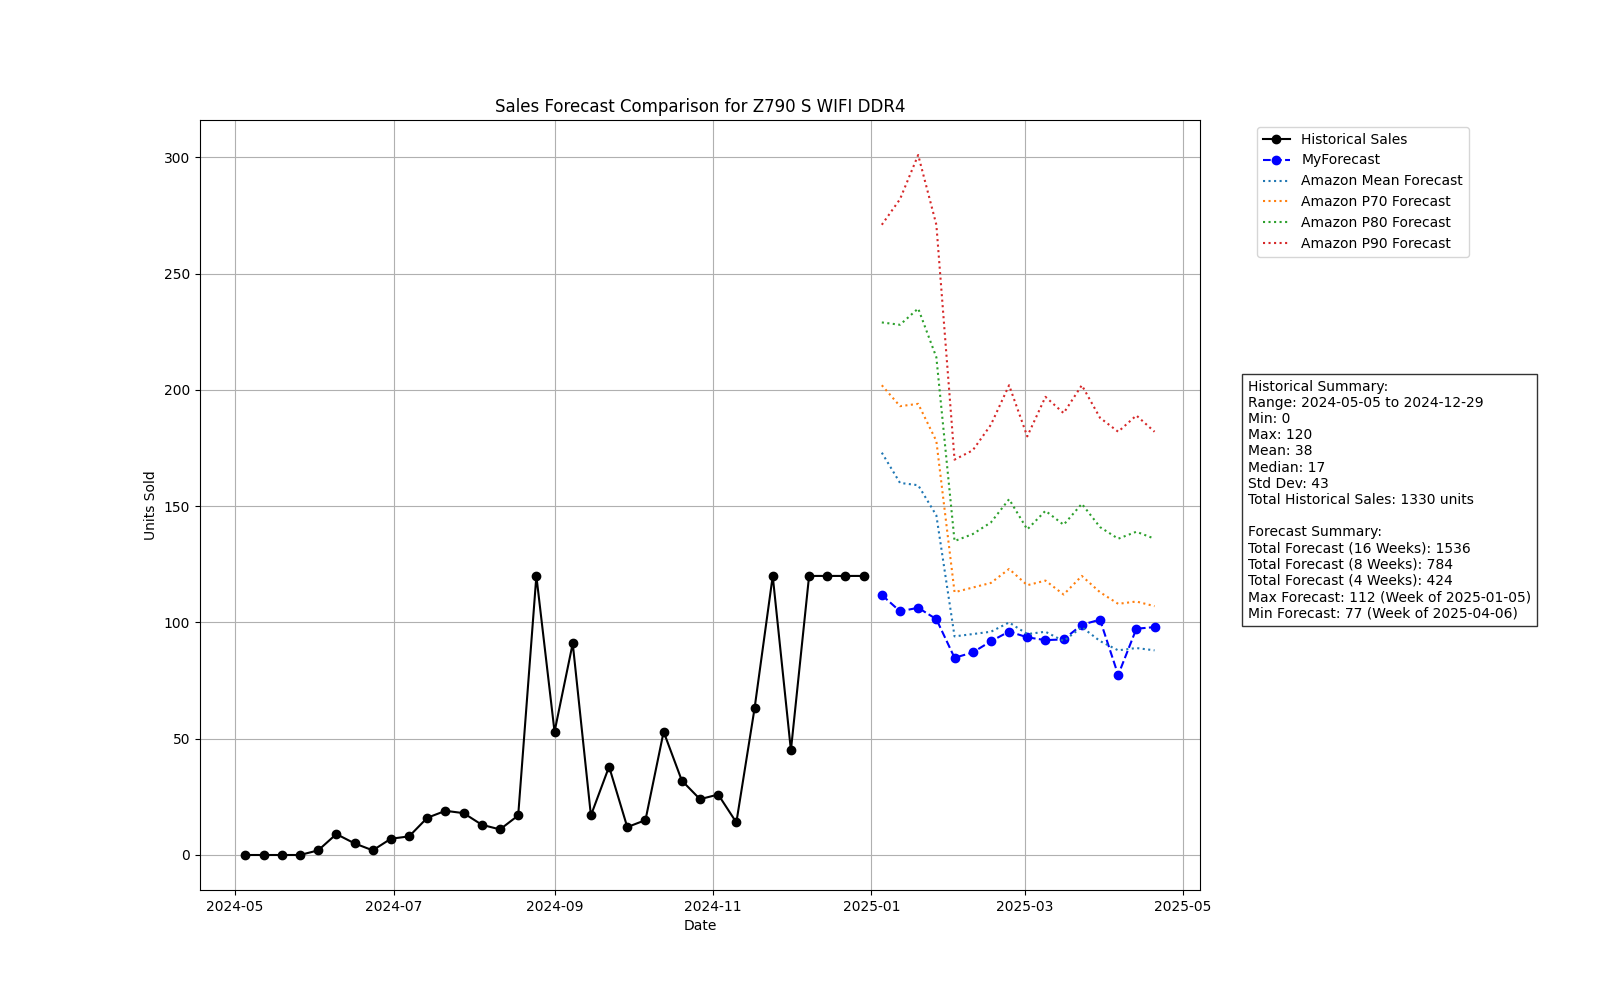 Sales Forecast Comparison for Z790 S WIFI DDR4
Units Sold
300
250
200
150
100
50
0
2024-05
2024-07
2024-09
2024-11
2025-01
2025-03
2025-05
Date
Historical Sales
MyForecast
Amazon Mean Forecast
Amazon P70 Forecast
Amazon P80 Forecast
Amazon P90 Forecast
Historical Summary:
Range: 2024-05-05 to 2024-12-29
Min: 0
Max: 120
Mean: 38
Median: 17
Std Dev: 43
Total Historical Sales: 1330 units
Forecast Summary:
Total Forecast (16 Weeks): 1536
Total Forecast (8 Weeks): 784
Total Forecast (4 Weeks): 424
Max Forecast: 112 (Week of 2025-01-05)
Min Forecast: 77 (Week of 2025-04-06)